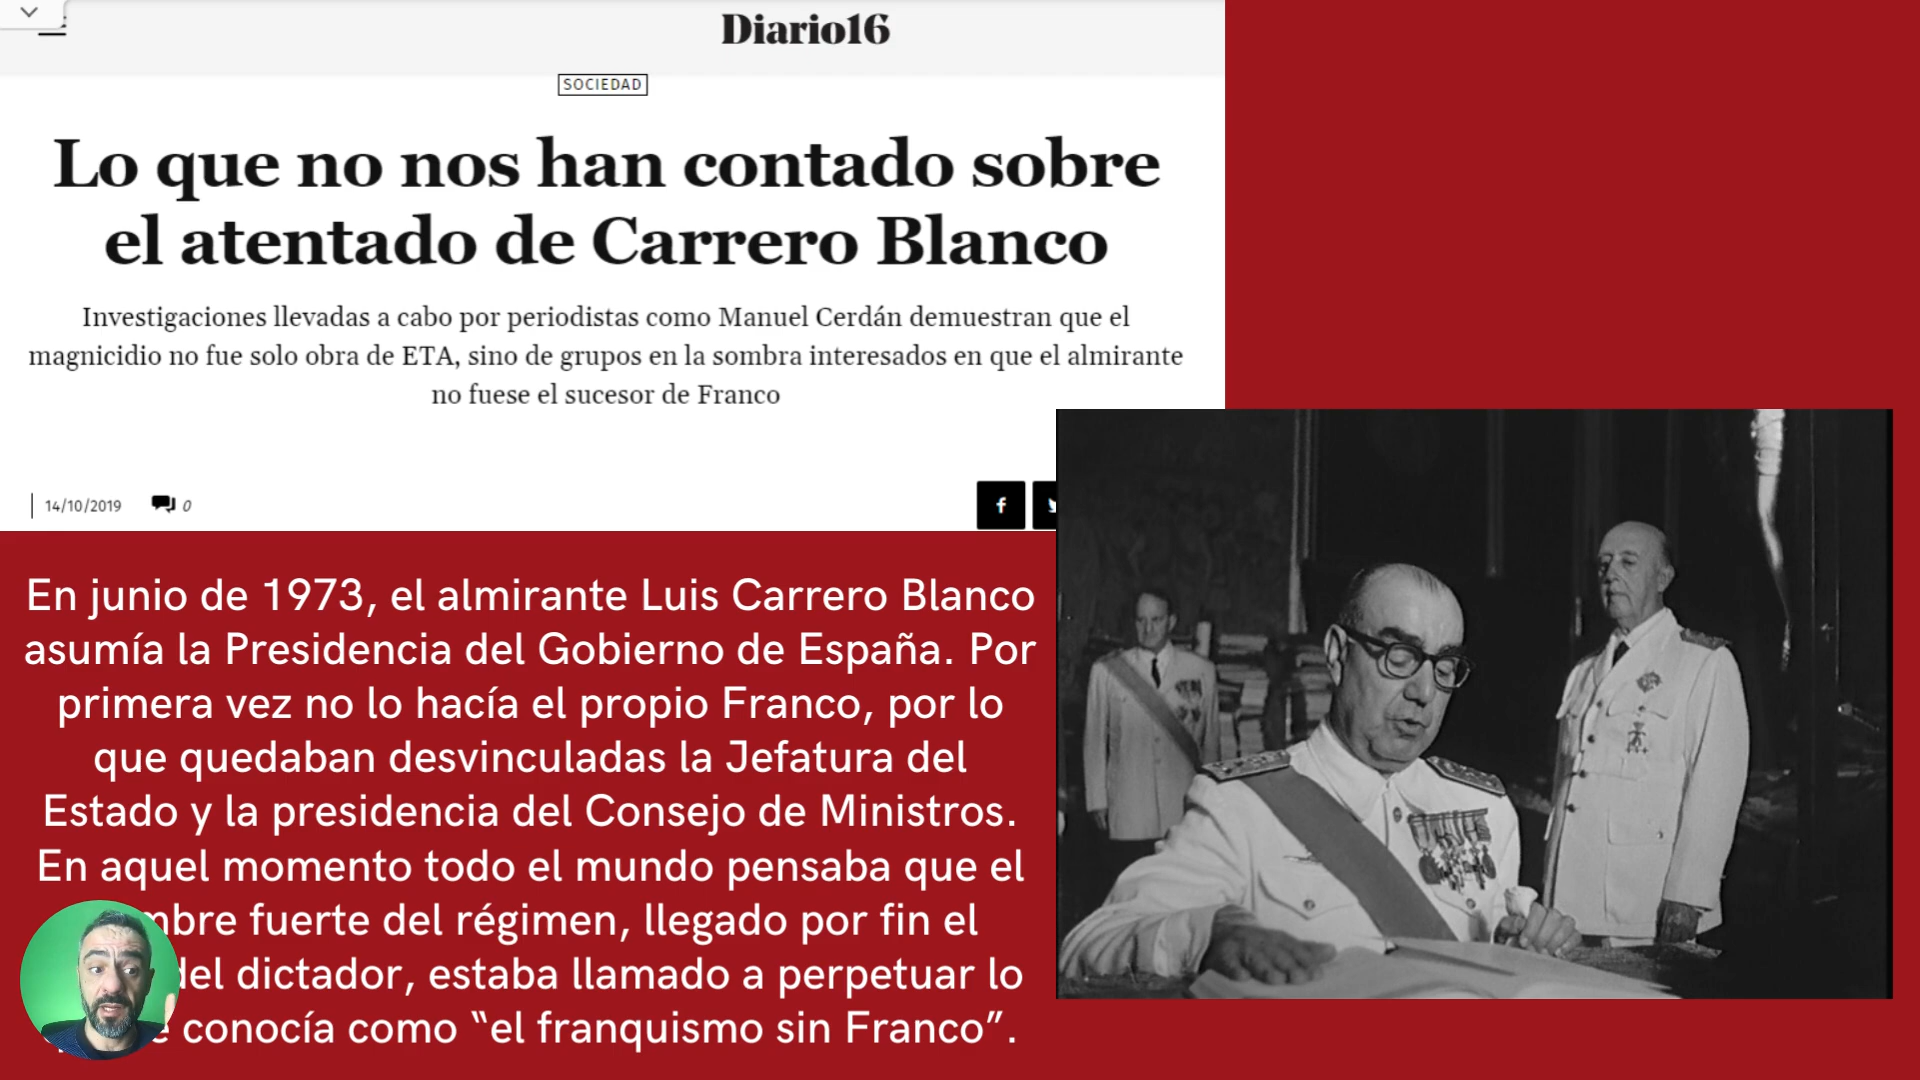 Diario16
SOCIEDAD
Lo que no nos han contado sobre
el atentado de Carrero Blanco
Investigaciones llevadas a cabo por periodistas como Manuel Cerdán demuestran que el
magnicidio no fue solo obra de ETA, sino de grupos en la sombra interesados en que el almirante
no fuese el sucesor de Franco
14/10/2019 0
En junio de 1973, el almirante Luis Carrero Blanco
asumía la Presidencia del Gobierno de España. Por
primera vez no lo hacía el propio Franco, por lo
que quedaban desvinculadas la Jefatura del
Estado y la presidencia del Consejo de Ministros.
En aquel momento todo el mundo pensaba que el
mbre fuerte del régimen, llegado por fin el
del dictador, estaba llamado a perpetuar lo
conocía como “el franquismo sin Franco”.